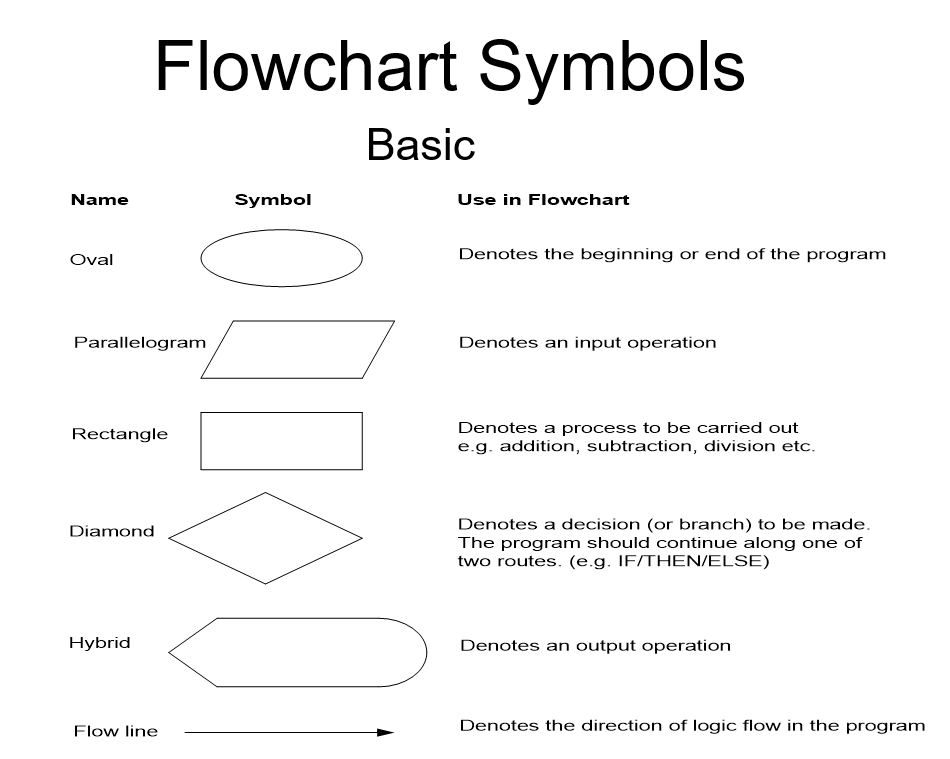 Flowchart Symbols
Basic
Name Symbol Use in Flowchart
Oval Denotes the beginning or end of the program
Parallelogram Denotes an input operation
Rectangle Denotes a process to be carried out
e.g. addition, subtraction, division etc.
Diamond Denotes a decision (or branch) to be made.
The program should continue along one of
two routes. (e.g. IF/THEN/ELSE)
Hybrid Denotes an output operation
Flow line Denotes the direction of logic flow in the program